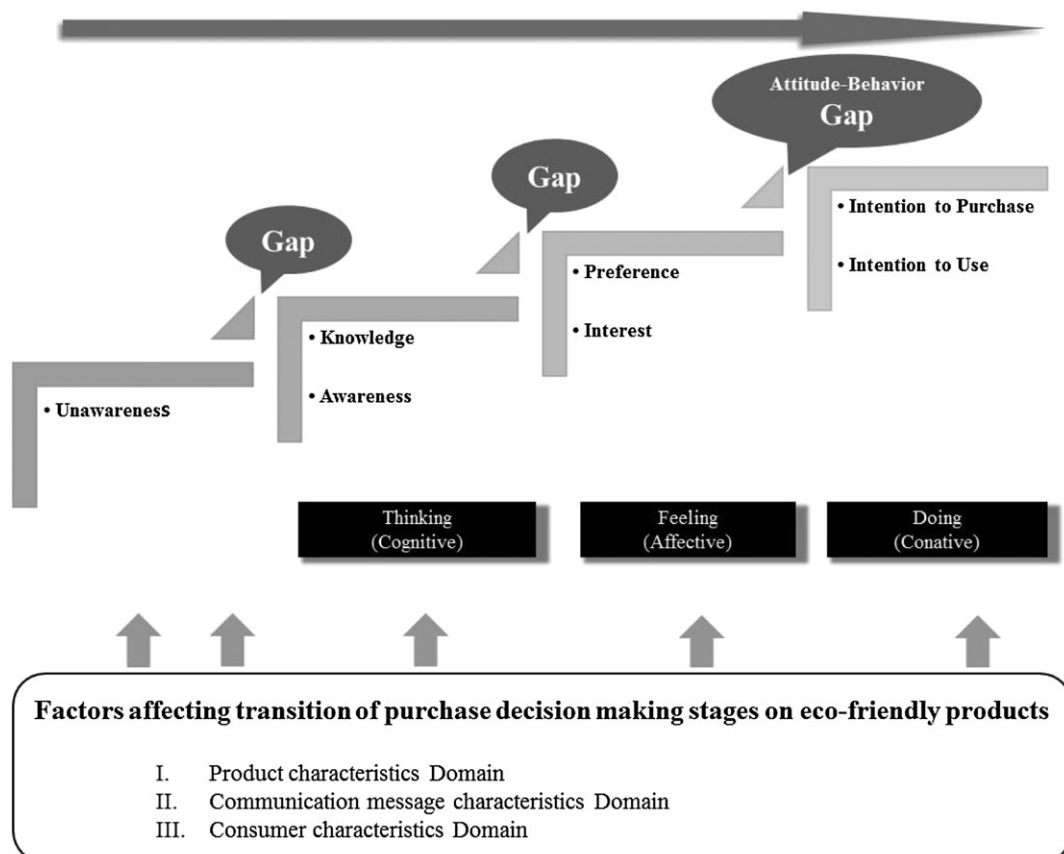 Attitude-Behavior
Gap
Gap
Gap
• Intention to Purchase
• Intention to Use
• Preference
• Interest
• Knowledge
• Awareness
• Unawareness
Thinking
(Cognitive)
Feeling
(Affective)
Doing
(Conative)
Factors affecting transition of purchase decision making stages on eco-friendly products
I. Product characteristics Domain
II. Communication message characteristics Domain
III. Consumer characteristics Domain